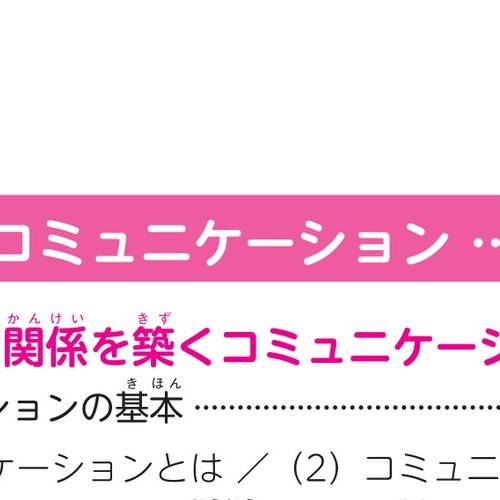 コミュニケーション …
関係を築くコミュニケーシ
ションの基本 ……………………………
ケーションとは ／（2）コミュニ